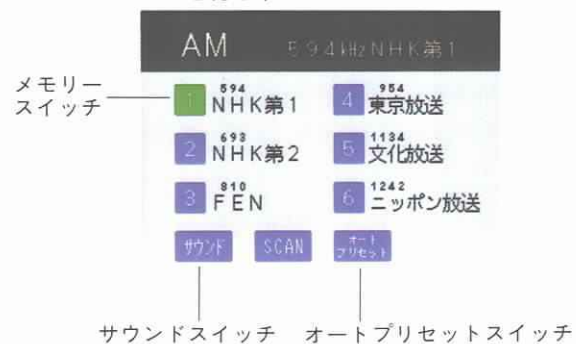 AM 594kHz NHK第1
メモリー
スイッチ
1 594 NHK第1 4 954 東京放送
2 693 NHK第2 5 1134 文化放送
3 810 FEN 6 1242 ニッポン放送
サウンド SCAN オート
プリセット
サウンドスイッチ オートプリセットスイッチ